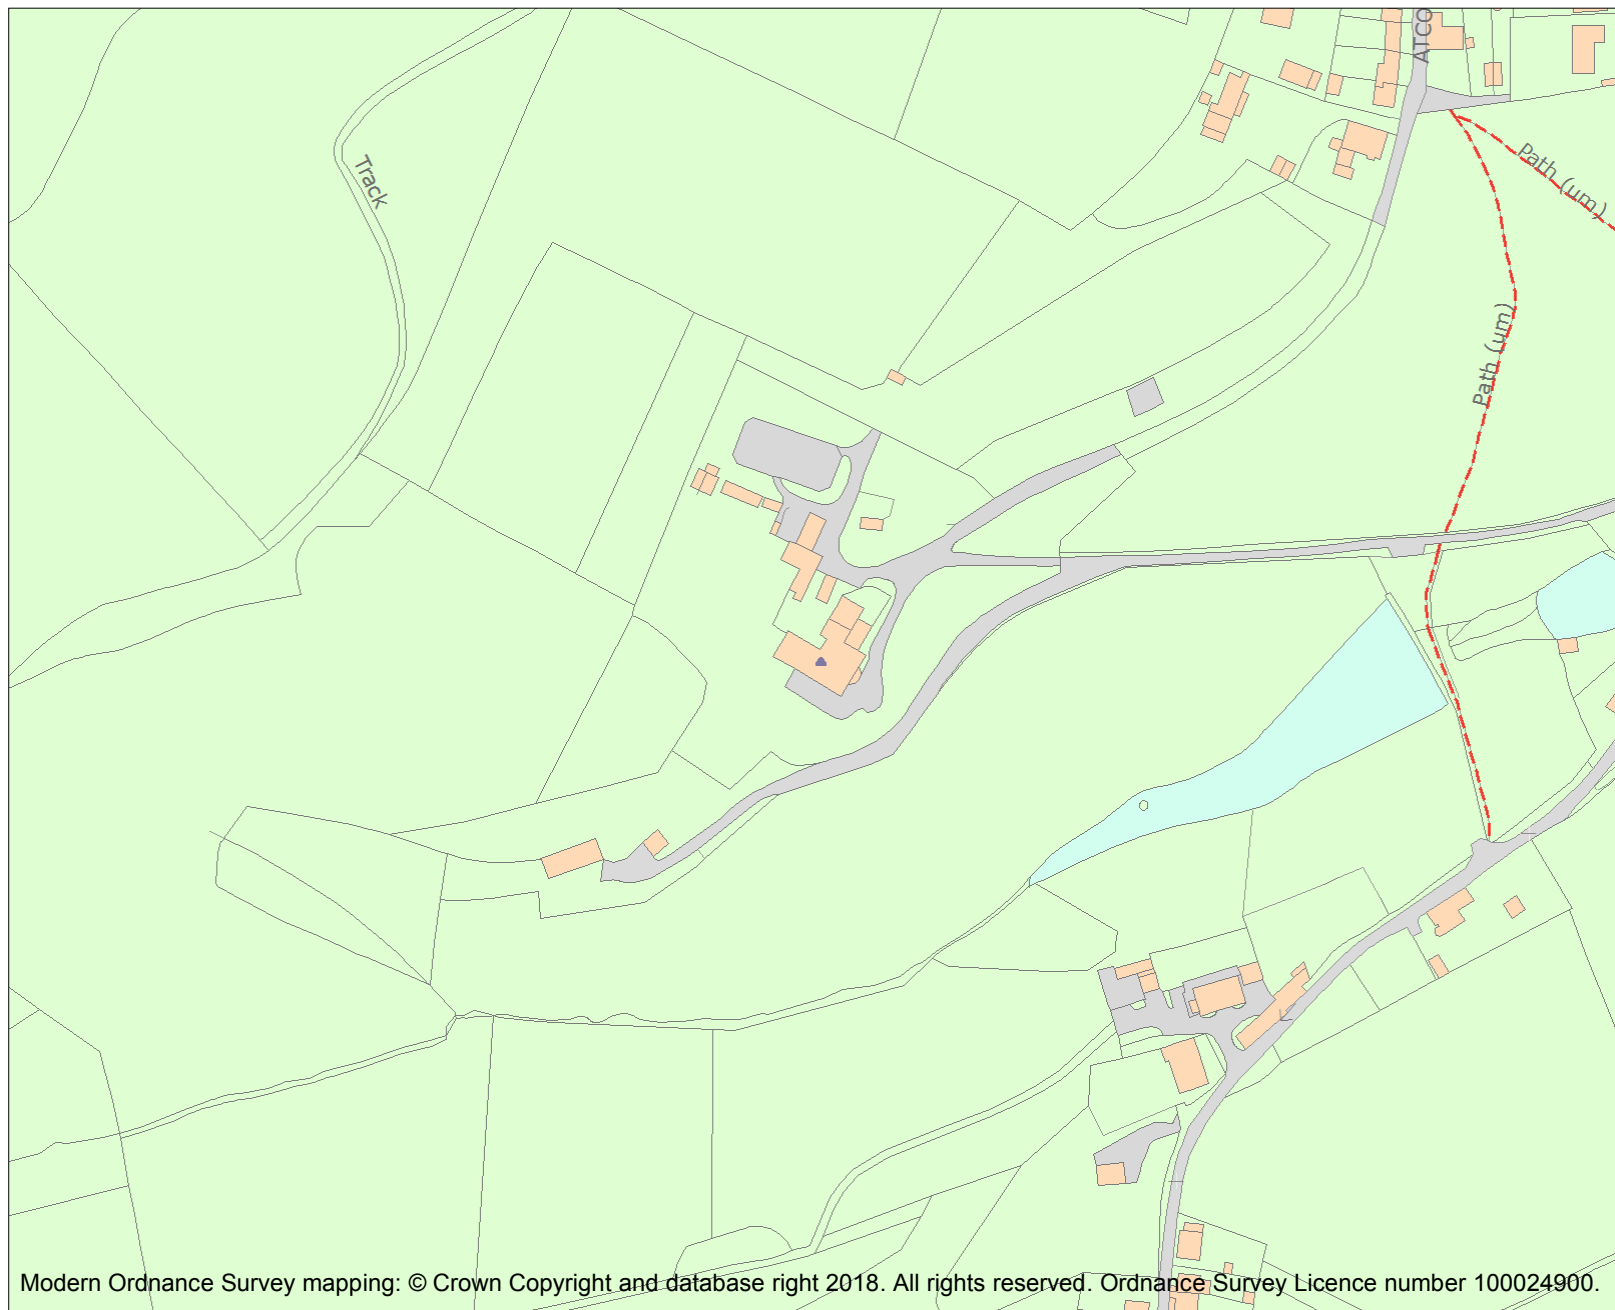 ATCO
Path (um)
Track
Path (um)
Modern Ordnance Survey mapping: © Crown Copyright and database right 2018. All rights reserved. Ordnance Survey Licence number 100024900.